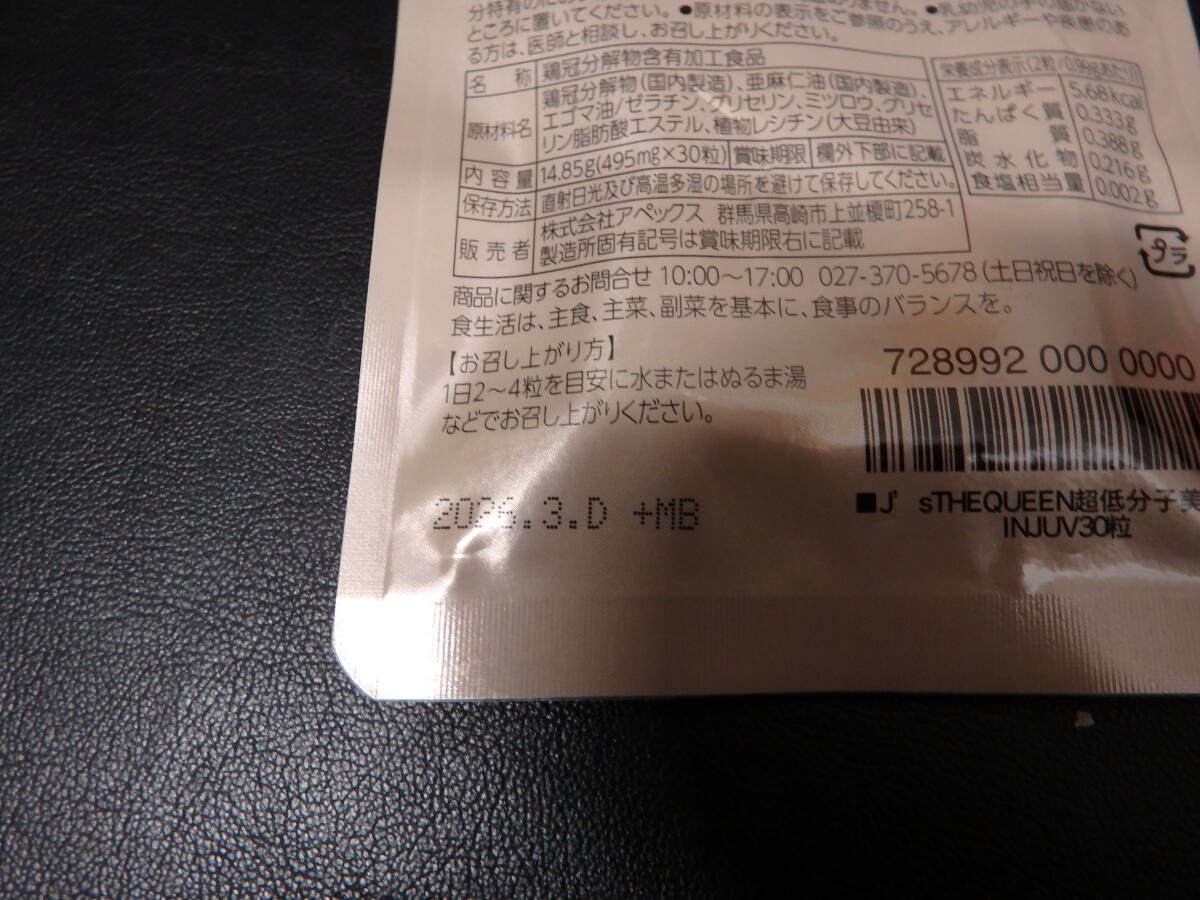 ありません。 ●乳幼児の手の届かない
ところに置いてください。 ●原材料の表示をご参照のうえ、アレルギーや疾患のあ
る方は、医師と相談し、お召し上がりください。
名 称 鶏冠分解物含有加工食品
原材料名 鶏冠分解物(国内製造)、亜麻仁油(国内製造)、
エゴマ油/ゼラチン、グリセリン、ミツロウ、グリセ
リン脂肪酸エステル、植物レシチン(大豆由来)
内容量 14.85g(495mg×30粒) 賞味期限 欄外下部に記載
保存方法 直射日光及び高温多湿の場所を避けて保存してください。
販売者 株式会社アペックス 群馬県高崎市上並榎町258-1
製造所固有記号は賞味期限右に記載
栄養成分表示(2粒/0.99gあたり)
エネルギー 5.68kcal
たんぱく質 0.333g
脂質 0.388g
炭水化物 0.216g
食塩相当量 0.002g
プラ
商品に関するお問合せ 10:00〜17:00 027-370-5678(土日祝日を除く)
食生活は、主食、主菜、副菜を基本に、食事のバランスを。
【お召し上がり方】
1日2〜4粒を目安に水またはぬるま湯
などでお召し上がりください。
728992 000 0000
■J’ sTHEQUEEN超低分子美
INJUV30粒
2026.3.D +MB